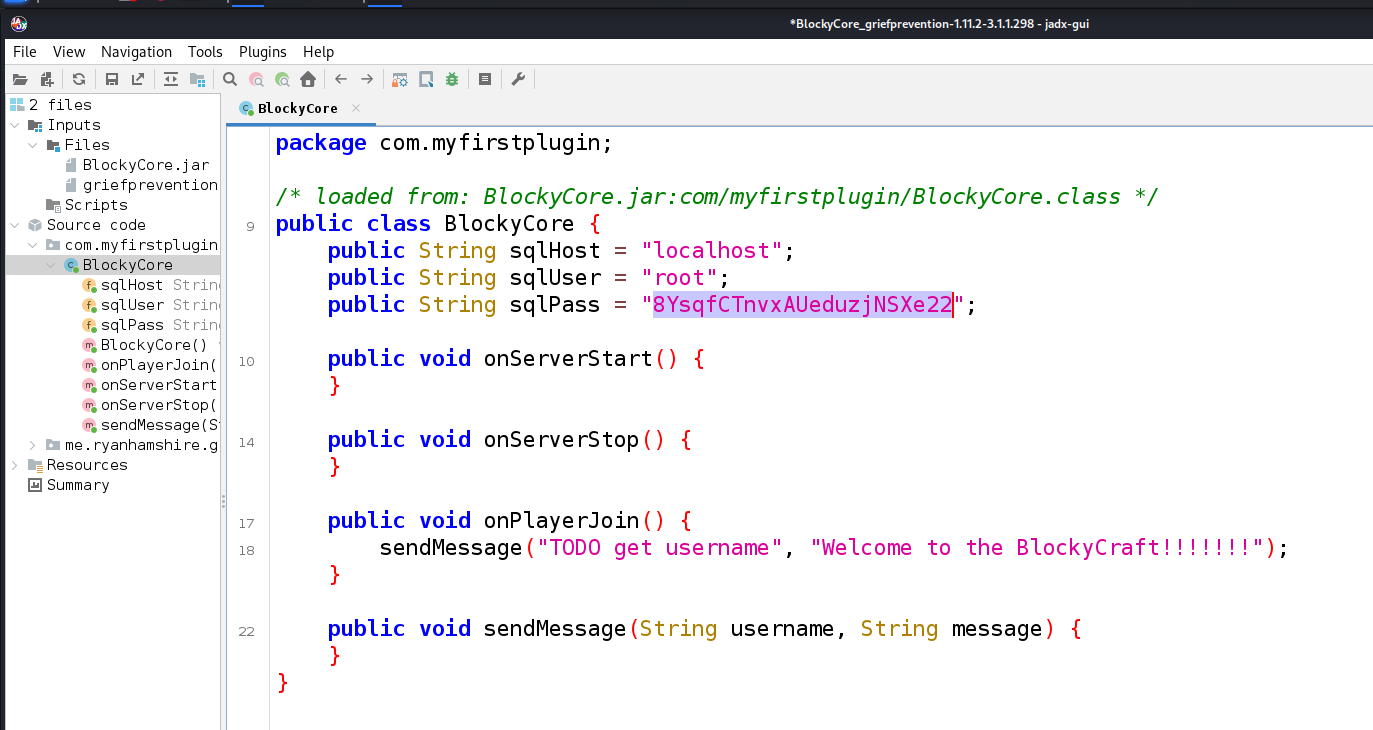 *BlockyCore_griefprevention-1.11.2-3.1.1.298 - jadx-gui
File View Navigation Tools Plugins Help
2 files
Inputs
Files
BlockyCore.jar
griefprevention
Scripts
Source code
com.myfirstplugin
BlockyCore
sqlHost String
sqlUser String
sqlPass String
BlockyCore()
onPlayerJoin(
onServerStart
onServerStop(
sendMessage(St
me.ryanhamshire.g
Resources
Summary
BlockyCore
package com.myfirstplugin;
/* loaded from: BlockyCore.jar:com/myfirstplugin/BlockyCore.class */
9 public class BlockyCore {
public String sqlHost = "localhost";
public String sqlUser = "root";
public String sqlPass = "8YsqfCTnvxAUeduzjNSXe22";
10 public void onServerStart() {
}
14 public void onServerStop() {
}
17 public void onPlayerJoin() {
18 sendMessage("TODO get username", "Welcome to the BlockyCraft!!!!!!!");
}
22 public void sendMessage(String username, String message) {
}
}